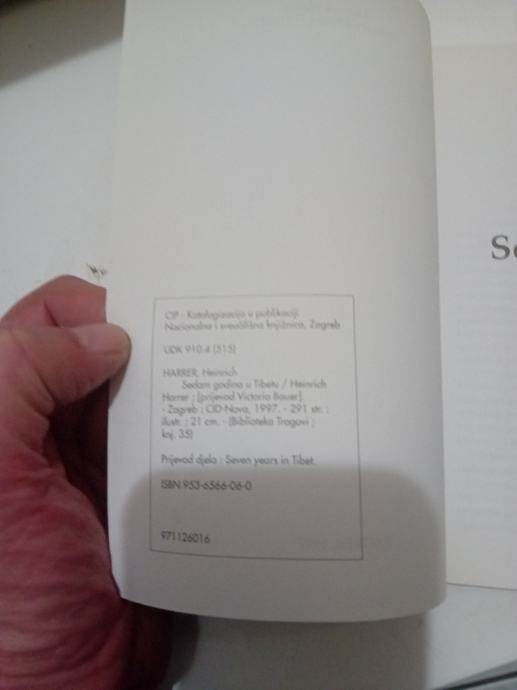 CIP - Katalogizacija u publikaciji
Nacionalna i sveučilišna knjižnica, Zagreb
UDK 910.4 (515)
HARRER, Heinrich
Sedam godina u Tibetu / Heinrich
Harrer ; [prijevod Victoria Bauer].
- Zagreb : CID-Nova, 1997. - 291 str. ;
ilustr. ; 21 cm. - (Biblioteka Tragovi ;
knj. 35)
Prijevod djela : Seven years in Tibet.
ISBN 953-6566-06-0
971126016